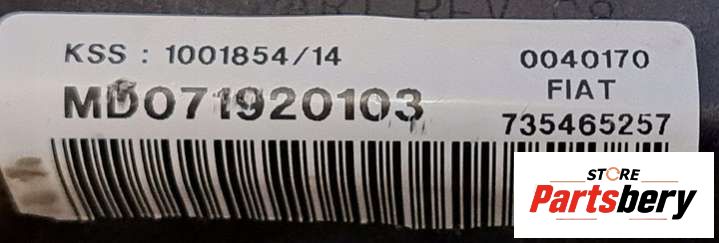 KSS : 1001854/14
0040170
MD071920103
FIAT
735465257
STORE
Partsbery